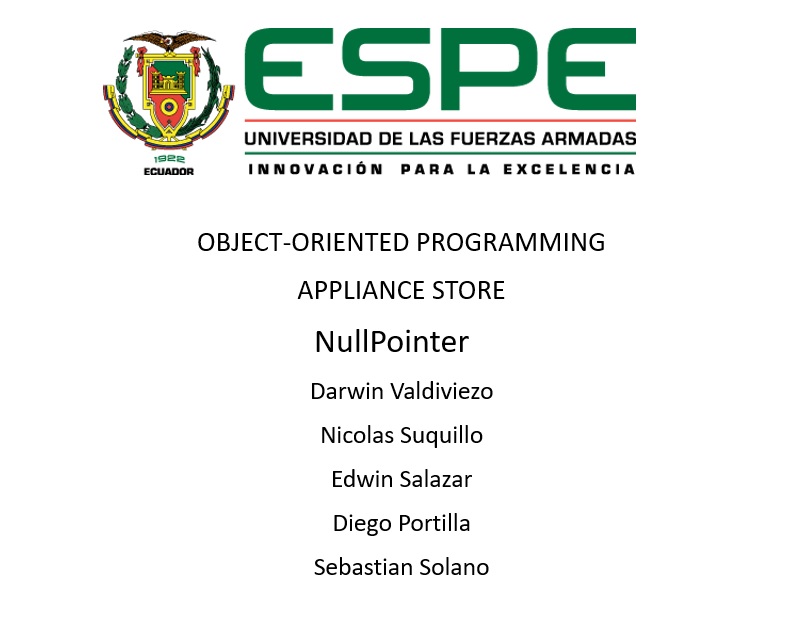 ESPE
UNIVERSIDAD DE LAS FUERZAS ARMADAS
INNOVACIÓN PARA LA EXCELENCIA
1922
ECUADOR
OBJECT-ORIENTED PROGRAMMING
APPLIANCE STORE
NullPointer
Darwin Valdiviezo
Nicolas Suquillo
Edwin Salazar
Diego Portilla
Sebastian Solano